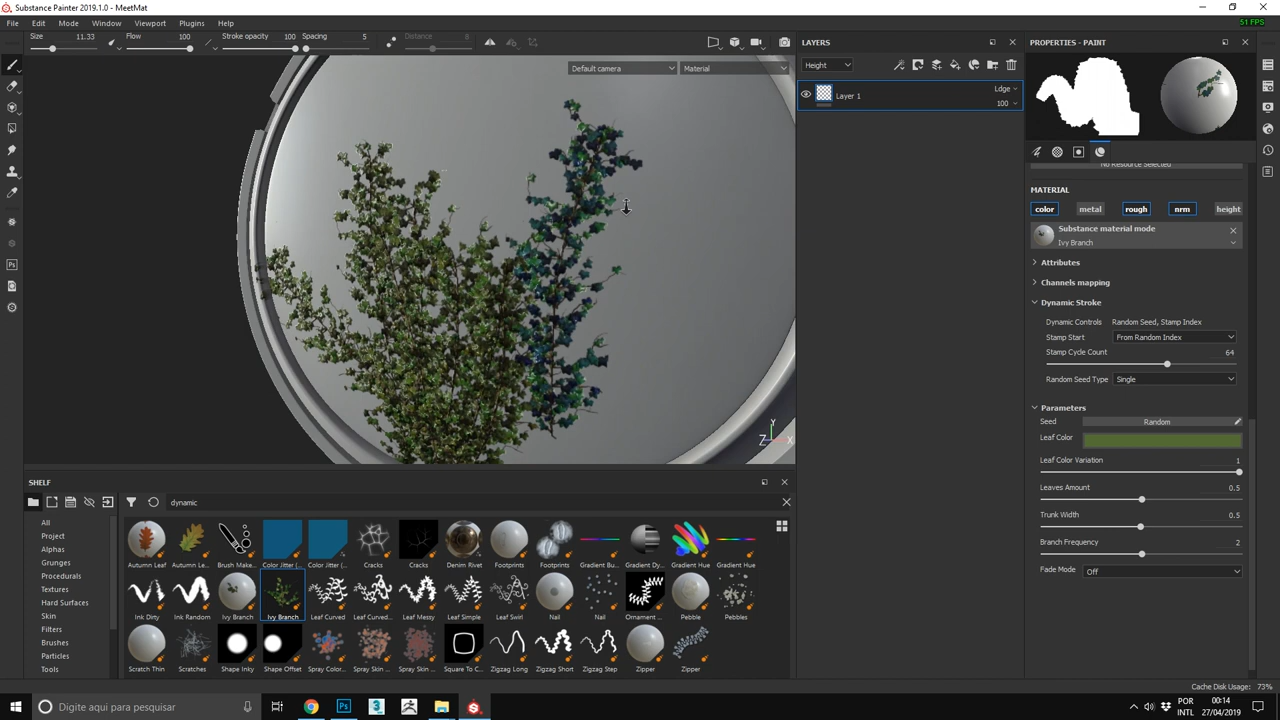 Substance Painter 2019.1.0 - MeetMat
File Edit Mode Window Viewport Plugins Help
51 FPS
Size 11.33 Flow 100 Stroke opacity 100 Spacing 5 Distance 8
Default camera
Material
Y
Z X
LAYERS
Height
Layer 1
Ldge
100
PROPERTIES - PAINT
No Resource Selected
MATERIAL
color metal rough nrm height
Substance material mode
Ivy Branch
Attributes
Channels mapping
Dynamic Stroke
Dynamic Controls Random Seed, Stamp Index
Stamp Start From Random Index
Stamp Cycle Count 64
Random Seed Type Single
Parameters
Seed Random
Leaf Color
Leaf Color Variation 1
Leaves Amount 0.5
Trunk Width 0.5
Branch Frequency 2
Fade Mode Off
SHELF
dynamic
All
Project
Alphas
Grunges
Procedurals
Textures
Hard Surfaces
Skin
Filters
Brushes
Particles
Tools
Autumn Leaf Autumn Le... Brush Make... Color Jitter (... Color Jitter (... Cracks Cracks Denim Rivet Footprints Footprints Gradient Bu... Gradient Dy... Gradient Hue Gradient Hue
Ink Dirty Ink Random Ivy Branch Ivy Branch Leaf Curved Leaf Curved... Leaf Messy Leaf Simple Leaf Swirl Nail Nail Ornament ... Pebble Pebbles
Scratch Thin Scratches Shape Inky Shape Offset Spray Color... Spray Skin ... Spray Skin ... Square To C... Zigzag Long Zigzag Short Zigzag Step Zipper Zipper
Cache Disk Usage: 73%
Digite aqui para pesquisar
Ps
3
POR
INTL
00:14
27/04/2019